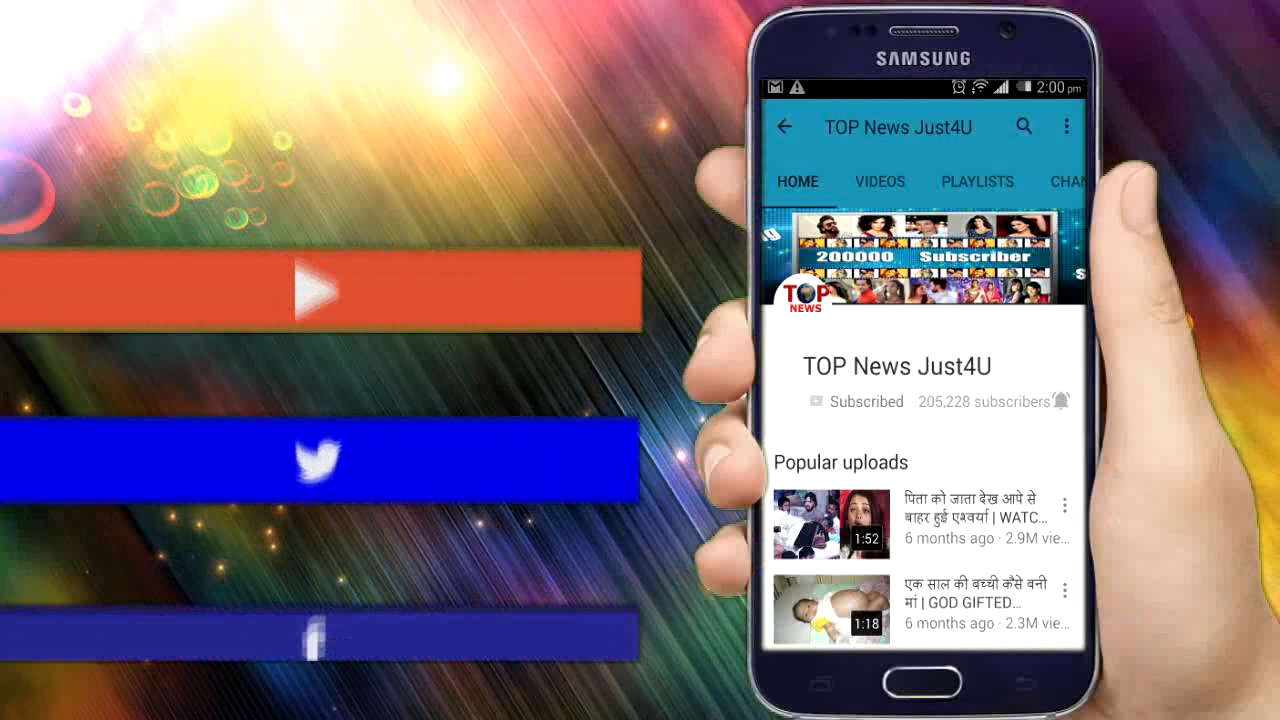 SAMSUNG
2:00 pm
TOP News Just4U
HOME VIDEOS PLAYLISTS CHAN
200000 Subscriber
TOP
NEWS
TOP News Just4U
Subscribed 205,228 subscribers
Popular uploads
पिता को जाता देख आपे से
बाहर हुई एश्वर्या | WATC...
1:52
6 months ago · 2.9M vie...
एक साल की बच्ची कैसे बनी
मां | GOD GIFTED...
1:18
6 months ago · 2.3M vie...